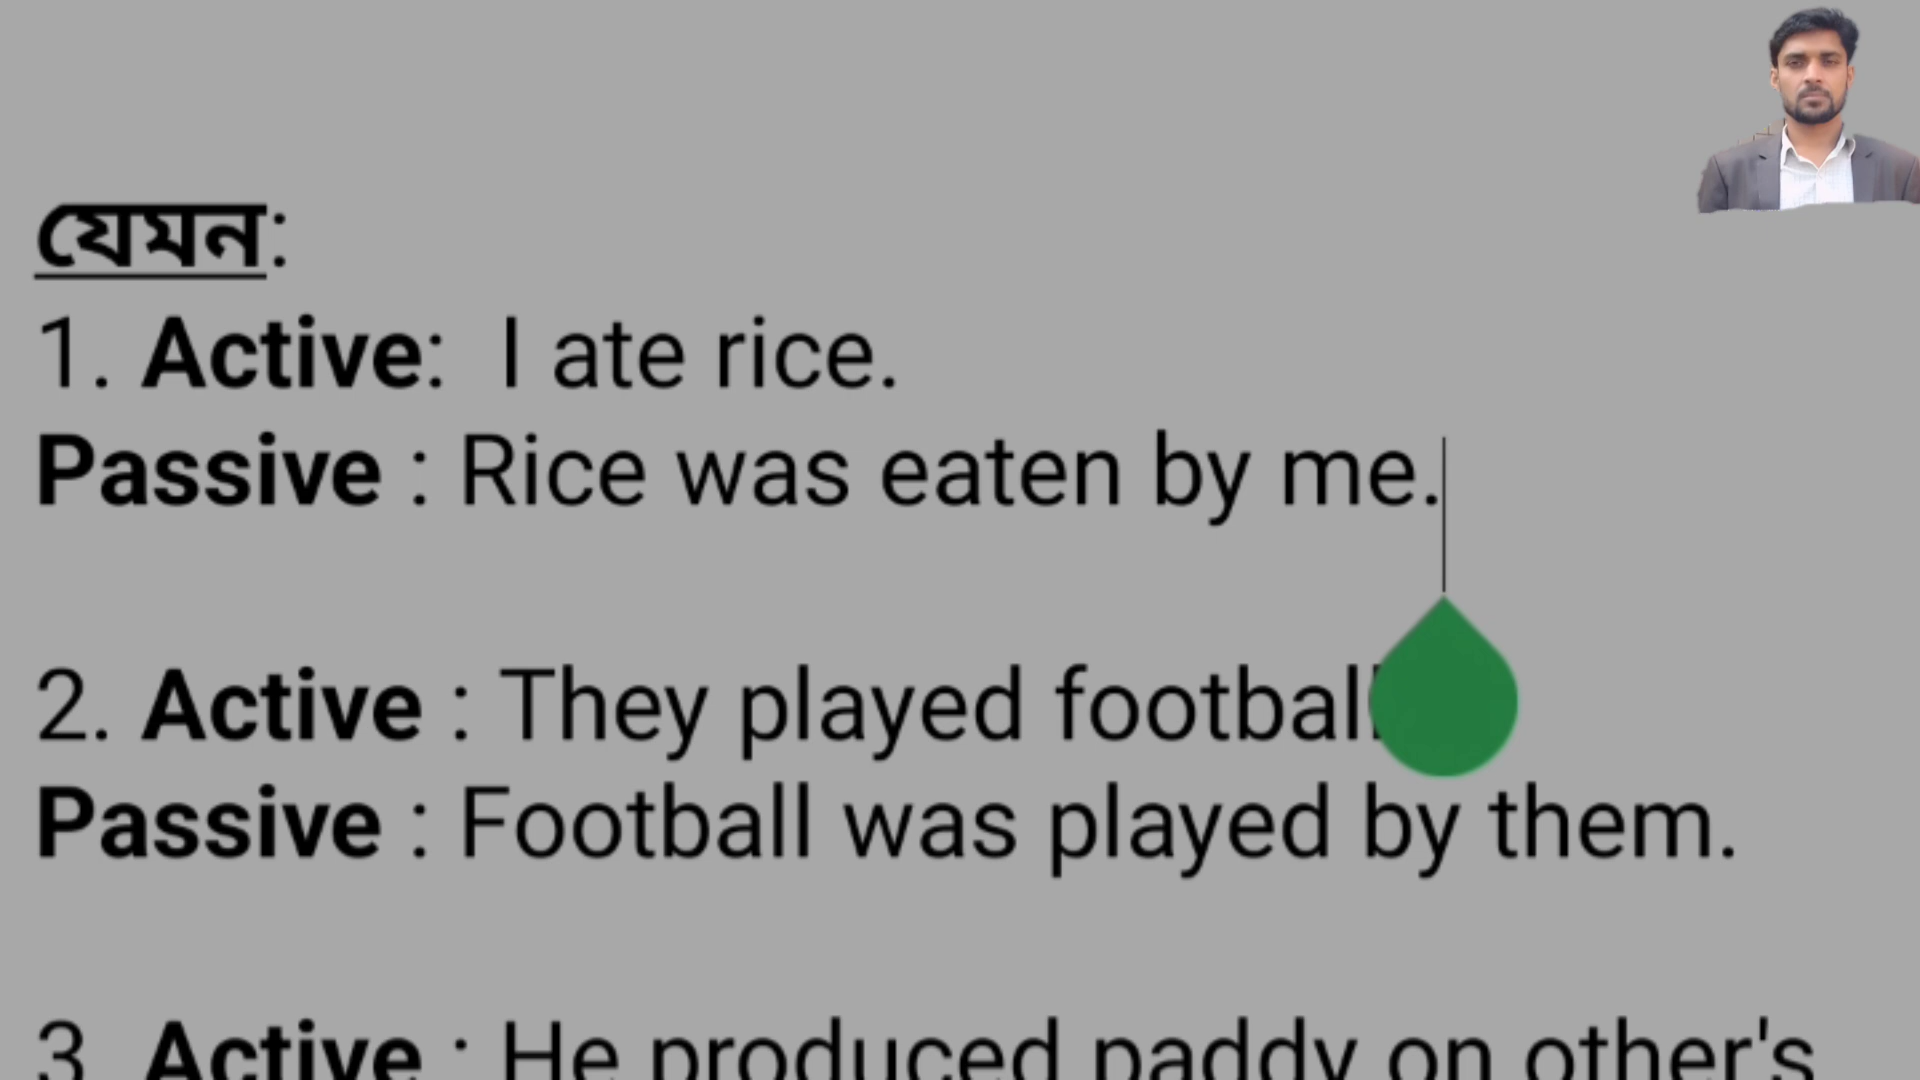 যেমন:
1. Active: I ate rice.
Passive : Rice was eaten by me.
2. Active : They played football
Passive : Football was played by them.
3. Active : He produced paddy on other's